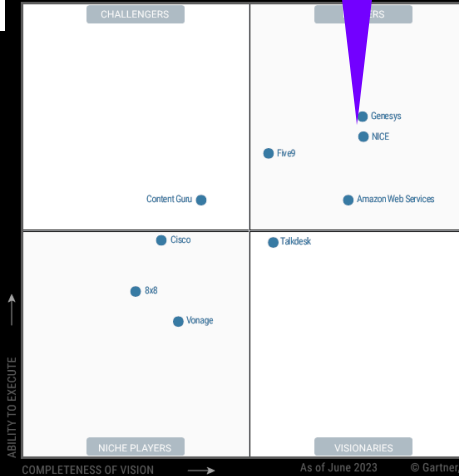 CHALLENGERS
ERS
Genesys
NICE
Five9
Content Guru
Amazon Web Services
Cisco
Talkdesk
8x8
Vonage
ABILITY TO EXECUTE
NICHE PLAYERS
VISIONARIES
COMPLETENESS OF VISION
As of June 2023
© Gartner